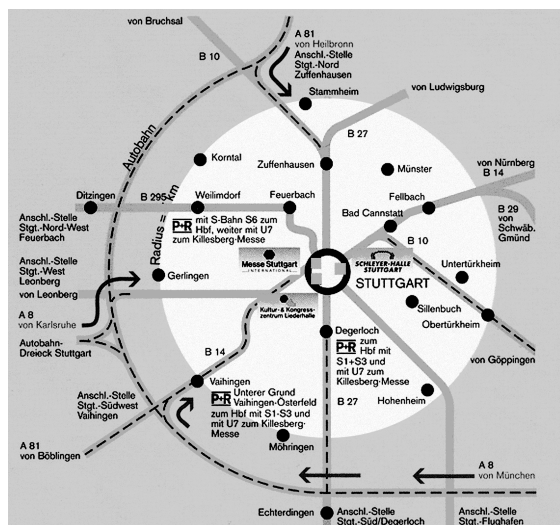 von Bruchsal
A 81
von Heilbronn
Anschl.-Stelle
Stgt.-Nord
Zuffenhausen
B 10
Stammheim
von Ludwigsburg
Autobahn
B 27
Korntal
Zuffenhausen
Münster
von Nürnberg
B 14
Ditzingen
B 295
Weilimdorf
Feuerbach
Fellbach
Bad Cannstatt
B 29
von
Schwäb.
Gmünd
Anschl.-Stelle
Stgt.-Nord-West
Feuerbach
Radius = km
P+R mit S-Bahn S6 zum
Hbf, weiter mit U7
zum Killesberg-Messe
B 10
Anschl.-Stelle
Stgt.-West
Leonberg
Messe Stuttgart
INTERNATIONAL
SCHLEYER-HALLE
STUTTGART
Untertürkheim
Gerlingen
STUTTGART
von Leonberg
Kultur- & Kongress-
zentrum Liederhalle
Sillenbuch
Obertürkheim
A 8
von Karlsruhe
Degerloch
P+R zum
Hbf mit
S1+S3 und
mit U7 zum
Killesberg-Messe
Autobahn-
Dreieck Stuttgart
B 14
von Göppingen
Vaihingen
P+R Unterer Grund
Vaihingen-Österfeld
zum Hbf mit S1-S3 und
mit U7 zum Killesberg-
Messe
Anschl.-Stelle
Stgt.-Südwest
Vaihingen
B 27
Hohenheim
Möhringen
A 81
von Böblingen
A 8
von München
Echterdingen
Anschl.-Stelle
Stgt.-Süd/Degerloch
Anschl.-Stelle
Stgt.-Flughafen